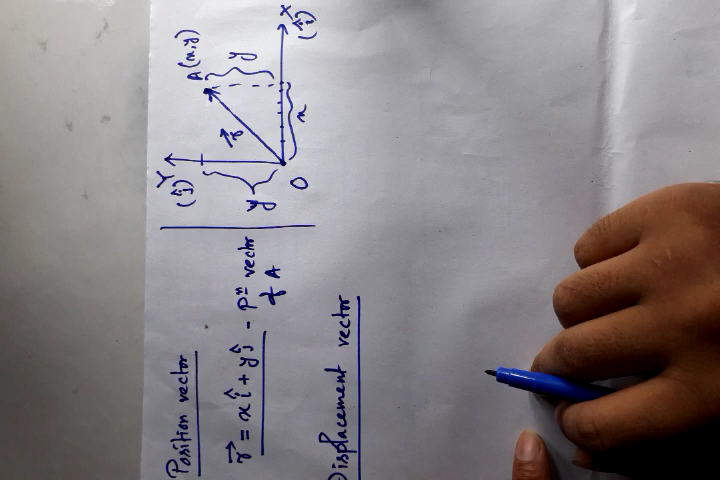 Position vector
r⃗ = xî + yĵ - pⁿ vector
of A
Displacement vector
Y
(ĵ)
A(x,y)
y
r⃗
y
O
x
X
(î)